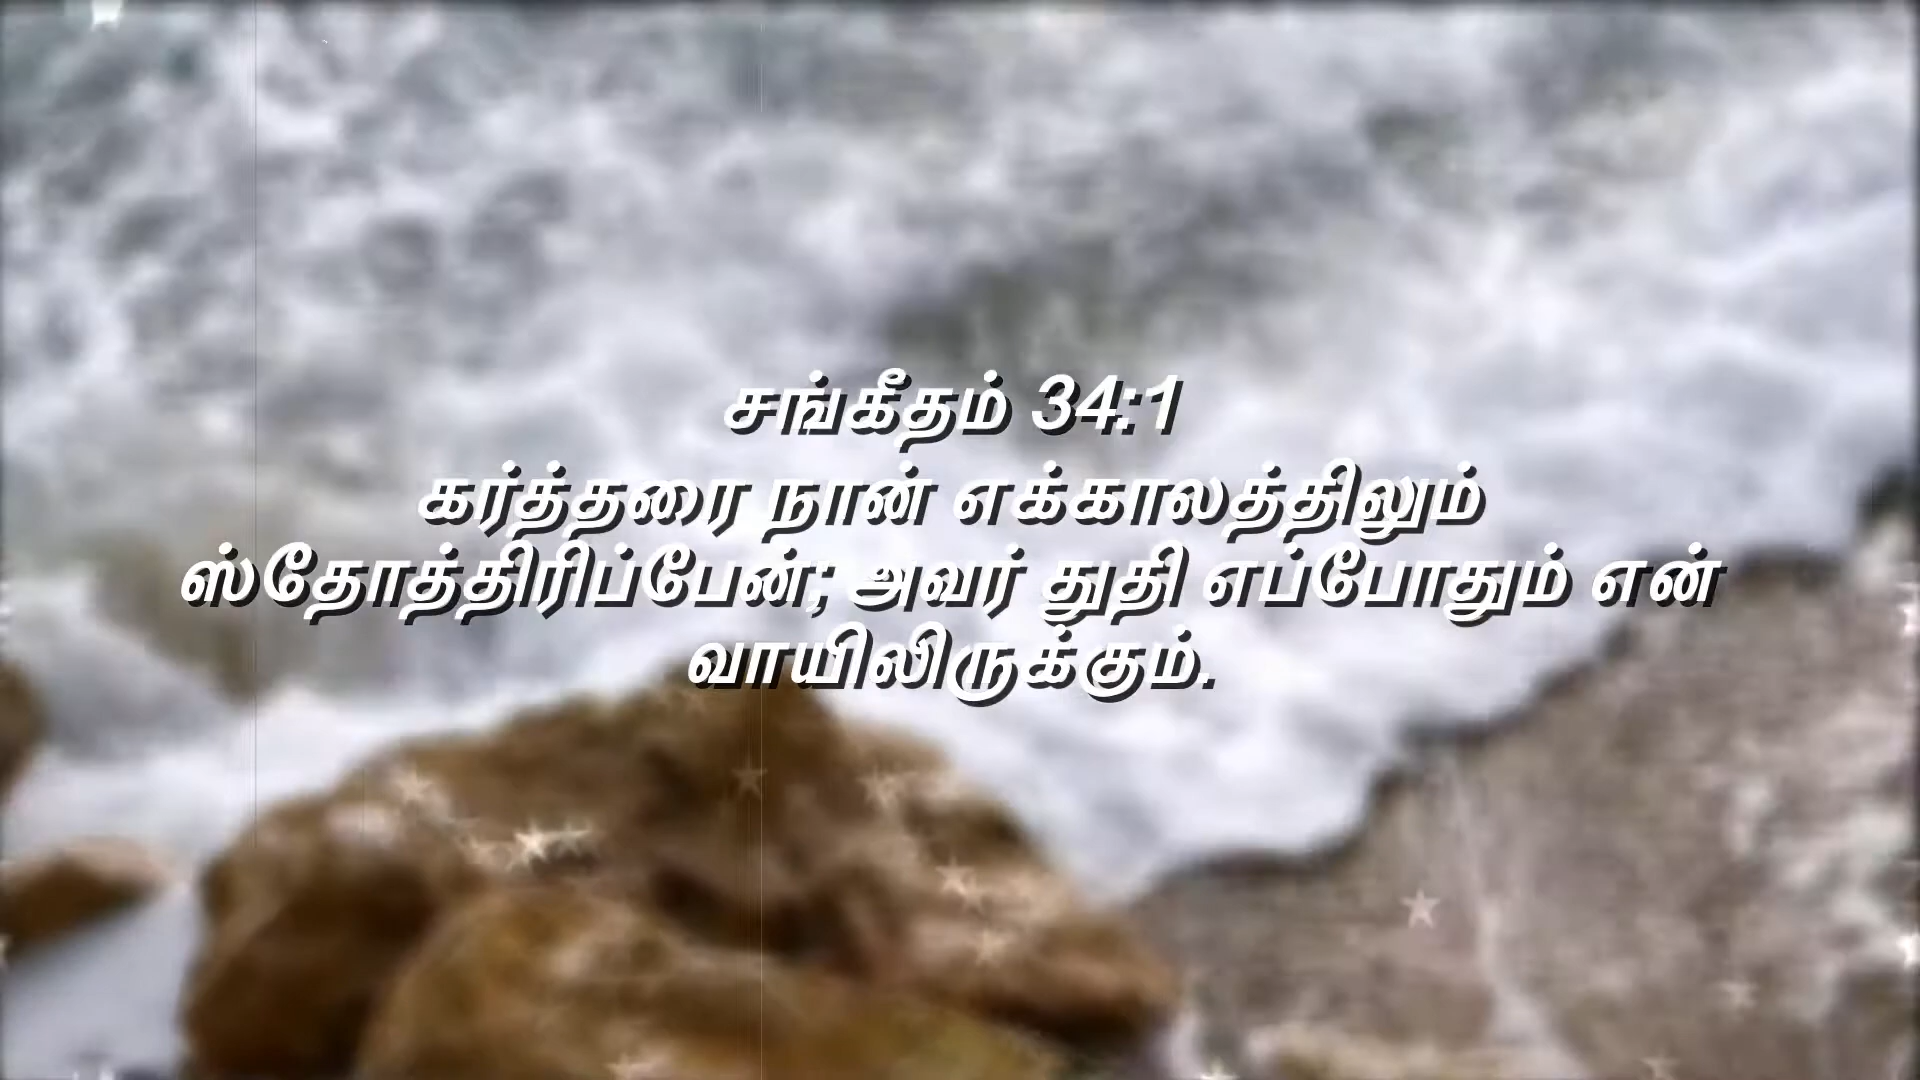 சங்கீதம் 34:1
கர்த்தரை நான் எக்காலத்திலும்
ஸ்தோத்திரிப்பேன்; அவர் துதி எப்போதும் என்
வாயிலிருக்கும்.